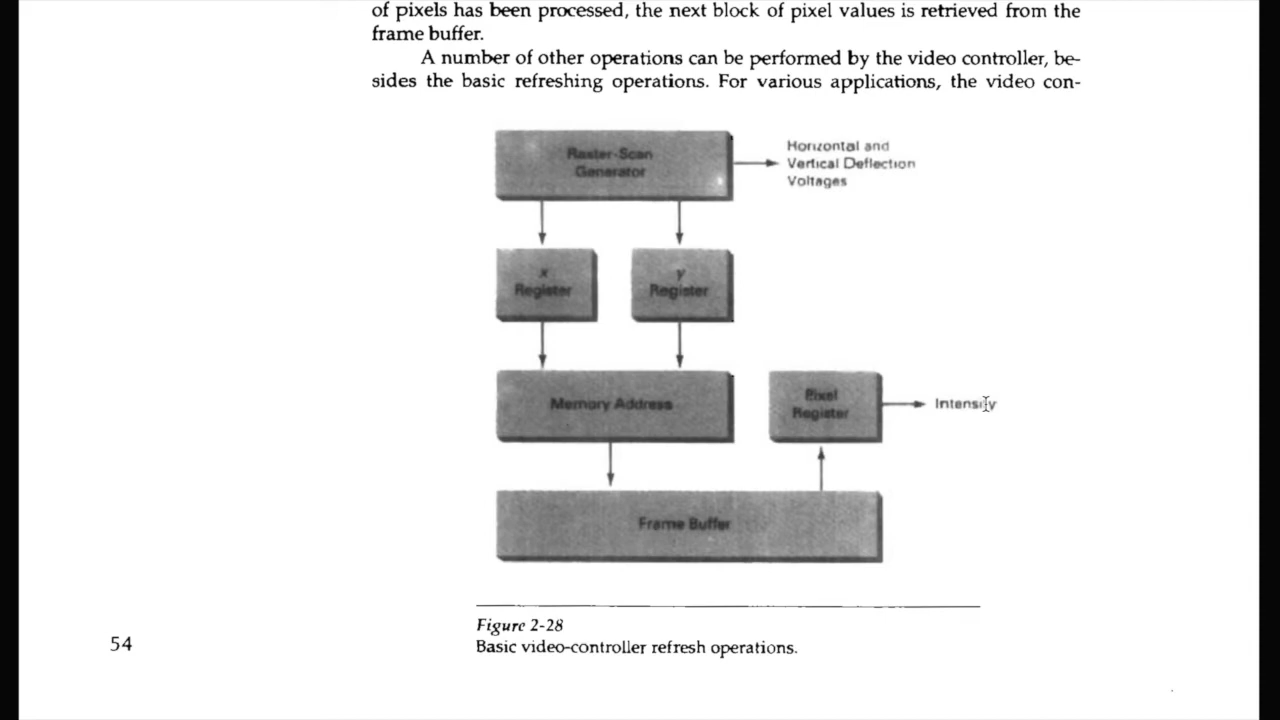 of pixels has been processed, the next block of pixel values is retrieved from the
frame buffer.
A number of other operations can be performed by the video controller, be-
sides the basic refreshing operations. For various applications, the video con-
Raster-Scan
Generator
Horizontal and
Vertical Deflection
Voltages
x
Register
y
Register
Memory Address
Pixel
Register
Intensity
Frame Buffer
Figure 2-28
54
Basic video-controller refresh operations.